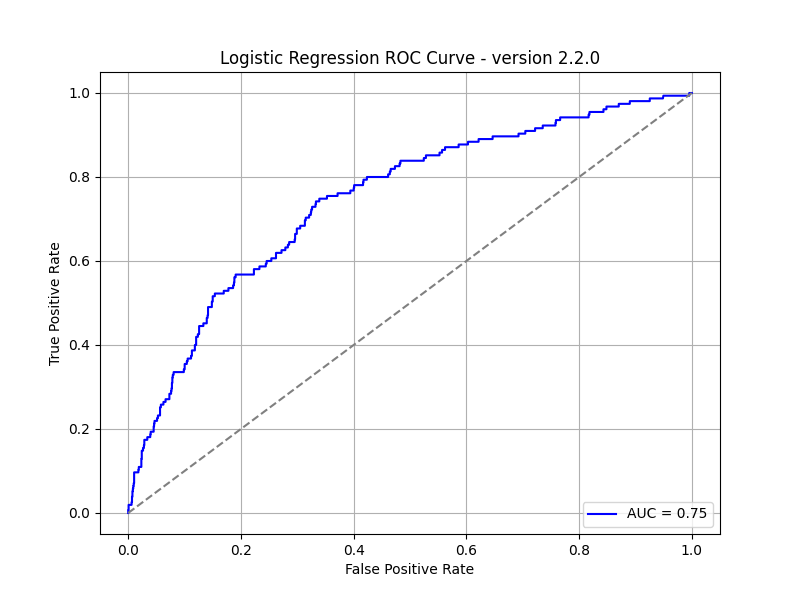 Logistic Regression ROC Curve - version 2.2.0
True Positive Rate
1.0
0.8
0.6
0.4
0.2
0.0
AUC = 0.75
0.0 0.2 0.4 0.6 0.8 1.0
False Positive Rate